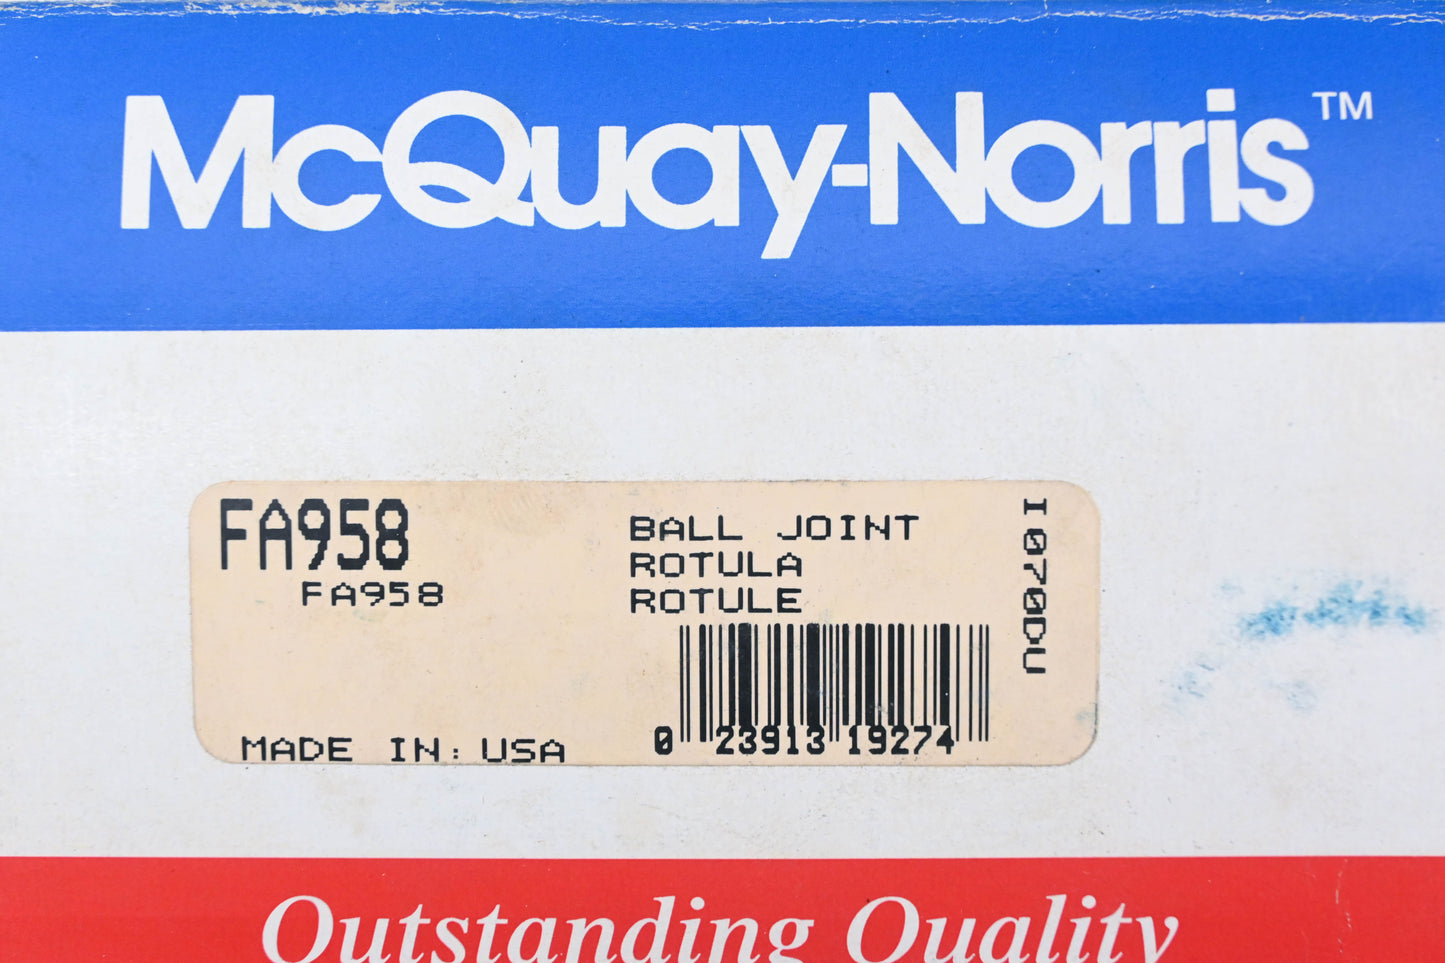 McQuay-Norris™
FA958
FA958
BALL JOINT
ROTULA
ROTULE
I070DU
0 23913 19274
MADE IN: USA
Outstanding Quality